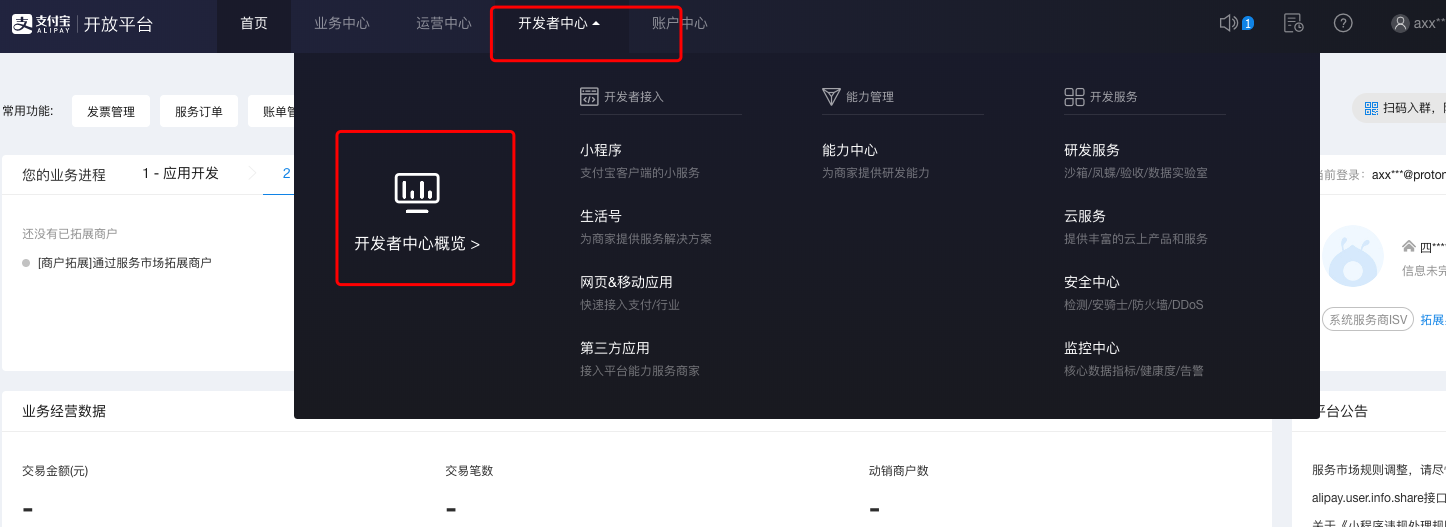 支付宝 ALIPAY 开放平台 首页 业务中心 运营中心 开发者中心 账户中心 1 axx**
常用功能: 发票管理 服务订单 账单管
扫码入群,
开发者接入 能力管理 开发服务
您的业务进程 1 - 应用开发 2
还没有已拓展商户
[商户拓展]通过服务市场拓展商户
开发者中心概览 >
小程序
支付宝客户端的小服务
生活号
为商家提供服务解决方案
网页&移动应用
快速接入支付/行业
第三方应用
接入平台能力服务商家
能力中心
为商家提供研发能力
研发服务
沙箱/凤蝶/验收/数据实验室
云服务
提供丰富的云上产品和服务
安全中心
检测/安骑士/防火墙/DDoS
监控中心
核心数据指标/健康度/告警
当前登录: axx***@proton
四***
信息未完
系统服务商ISV 拓展
业务经营数据
交易金额(元) 交易笔数 动销商户数
- - -
平台公告
服务市场规则调整，请尽
alipay.user.info.share接口
关于《小程序违规处理规